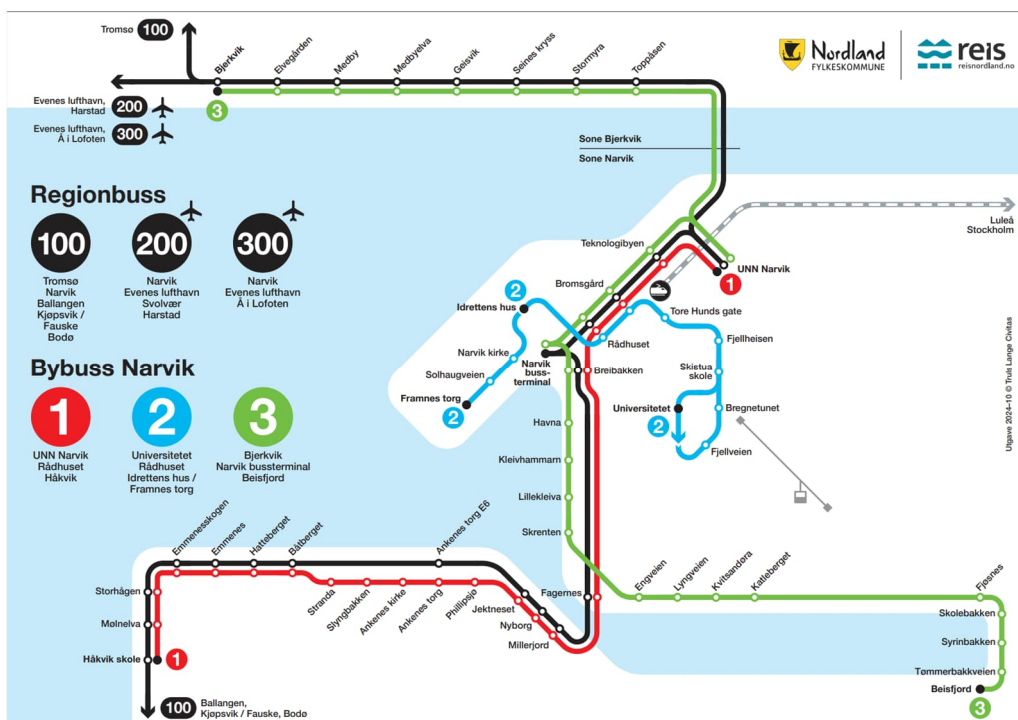 Tromsø 100
Bjerkvik
Elvegården
Medby
Medbyelva
Geisvik
Seines kryss
Stormyra
Toppåsen
Nordland
FYLKESKOMMUNE
reis
reisnordland.no
Evenes lufthavn,
Harstad
200
Evenes lufthavn,
Å i Lofoten
300
3
Sone Bjerkvik
Sone Narvik
Regionbuss
100
Tromsø
Narvik
Ballangen
Kjøpsvik /
Fauske
Bodø
200
Narvik
Evenes lufthavn
Svolvær
Harstad
300
Narvik
Evenes lufthavn
Å i Lofoten
Bybuss Narvik
1
UNN Narvik
Rådhuset
Håkvik
2
Universitetet
Rådhuset
Idrettens hus /
Framnes torg
3
Bjerkvik
Narvik bussterminal
Beisfjord
Luleå
Stockholm
Teknologibyen
UNN Narvik
1
Bromsgård
2
Idrettens hus
Tore Hunds gate
Rådhuset
Fjellheisen
Narvik kirke
Solhaugveien
Framnes torg
2
Narvik
buss-
terminal
Breibakken
Skistua
skole
Universitetet
2
Bregnetunet
Fjellveien
Havna
Kleivhammarn
Lillekleiva
Skrenten
Utgave 2024–10 © Truls Lange Civitas
Emmenesskogen
Emmenes
Hatteberget
Båtberget
Ankenes torg E6
Storhågen
Mølnelva
Håkvik skole
1
Stranda
Slyngbakken
Ankenes kirke
Ankenes torg
Phillipsjo
Jektneset
Nyborg
Millerjord
Fagernes
Engveien
Lyngveien
Kvitsandøra
Katteberget
Fjøsnes
Skolebakken
Syrinbakken
Tømmerbakkveien
Beisfjord
3
100
Ballangen,
Kjøpsvik / Fauske, Bodø